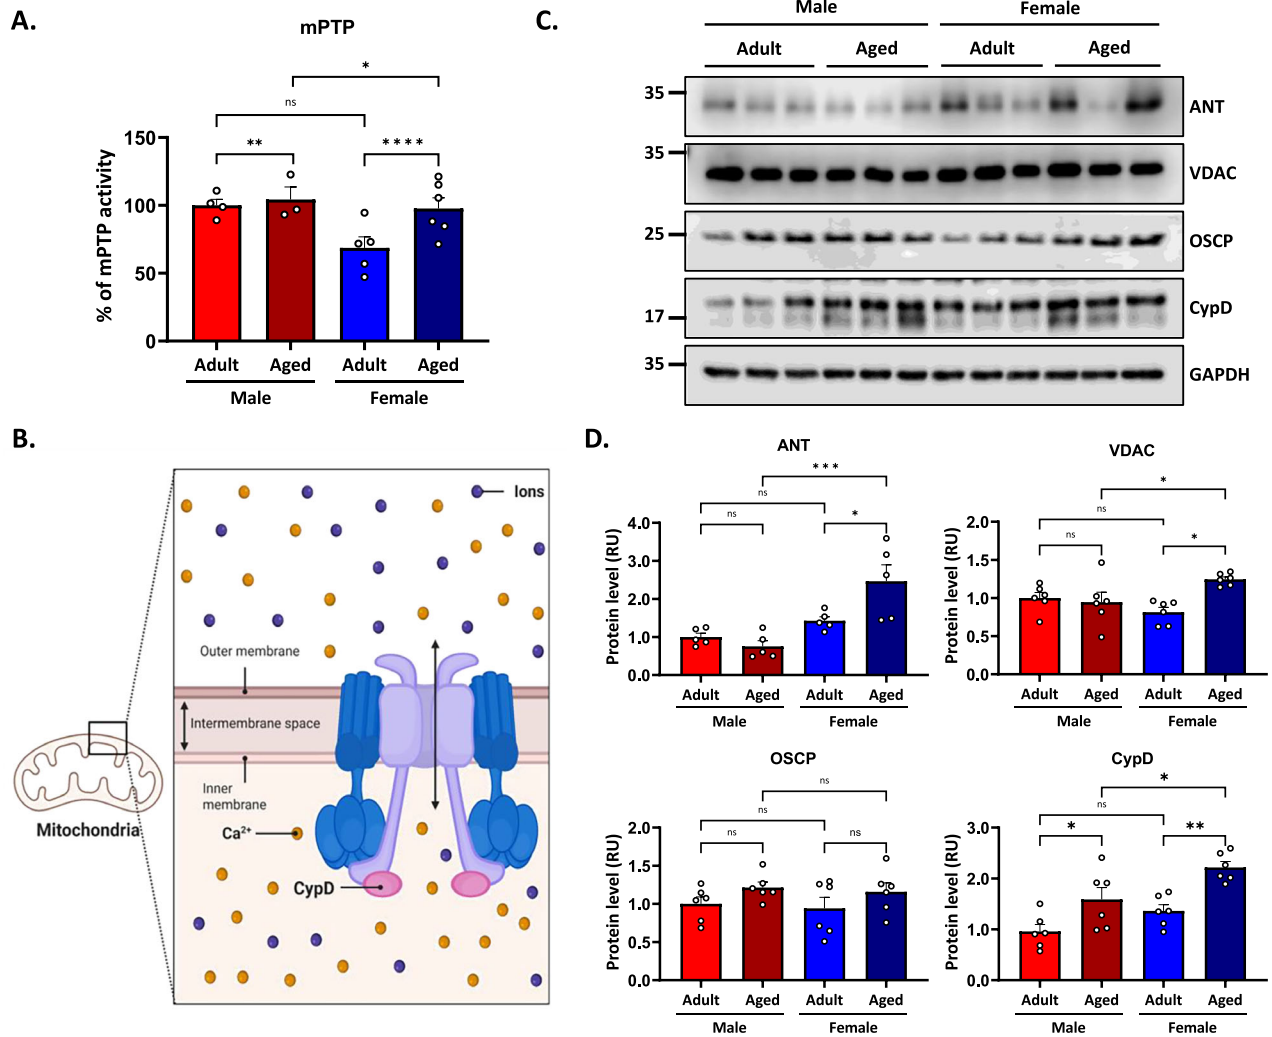 A.
mPTP
*
ns
**
****
% of mPTP activity
150
100
50
0
Adult
Aged
Adult
Aged
Male
Female
B.
Ions
Outer membrane
Intermembrane space
Inner
membrane
Ca2+
CypD
Mitochondria
C.
Male
Female
Adult
Aged
Adult
Aged
35
ANT
35
VDAC
25
OSCP
17
CypD
35
GAPDH
D.
ANT
***
ns
ns
*
Protein level (RU)
4.0
3.0
2.0
1.0
0.0
Adult
Aged
Adult
Aged
Male
Female
VDAC
*
ns
ns
*
Protein level (RU)
2.0
1.5
1.0
0.5
0.0
Adult
Aged
Adult
Aged
Male
Female
OSCP
ns
ns
ns
ns
Protein level (RU)
2.0
1.5
1.0
0.5
0.0
Adult
Aged
Adult
Aged
Male
Female
CypD
*
ns
*
**
Protein level (RU)
3.0
2.0
1.0
0.0
Adult
Aged
Adult
Aged
Male
Female